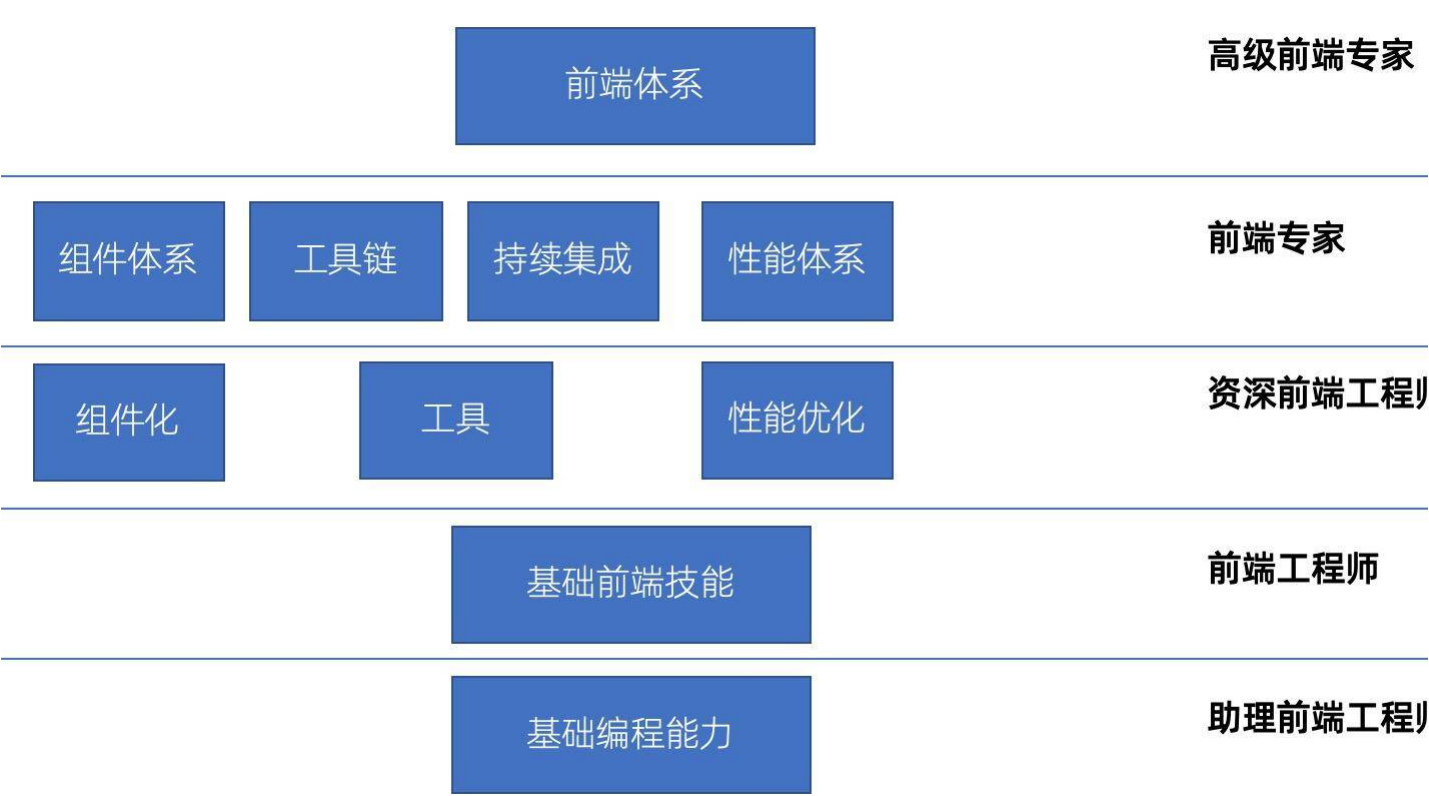 前端体系
高级前端专家
组件体系 工具链 持续集成 性能体系
前端专家
组件化 工具 性能优化
资深前端工程师
基础前端技能
前端工程师
基础编程能力
助理前端工程师